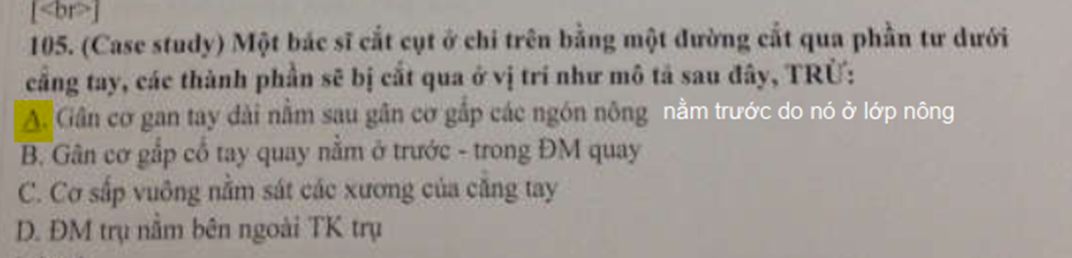 [<br>]
105. (Case study) Một bác sĩ cắt cụt ở chi trên bằng một đường cắt qua phần tư dưới
cẳng tay, các thành phần sẽ bị cắt qua ở vị trí như mô tả sau đây, TRỪ:
A. Gân cơ gan tay dài nằm sau gân cơ gấp các ngón nông nằm trước do nó ở lớp nông
B. Gân cơ gấp cổ tay quay nằm ở trước - trong ĐM quay
C. Cơ sấp vuông nằm sát các xương của cẳng tay
D. ĐM trụ nằm bên ngoài TK trụ